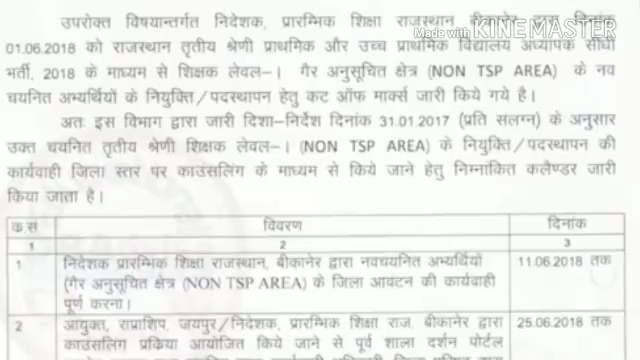 Made with KINEMASTER
उपरोक्त विषयान्तर्गत निदेशक, प्रारम्भिक शिक्षा राजस्थान, बीकानेर द्वारा दिनांक
01.06.2018 को राजस्थान तृतीय श्रेणी प्राथमिक और उच्च प्राथमिक विद्यालय अध्यापक सीधी
भर्ती, 2018 के माध्यम से शिक्षक लेवल–I गैर अनुसूचित क्षेत्र (NON TSP AREA) के नव
चयनित अभ्यर्थियों के नियुक्ति/पदस्थापन हेतु कट ऑफ मार्क्स जारी किये गये है।
अतः इस विभाग द्वारा जारी दिशा–निर्देश दिनांक 31.01.2017 (प्रति संलग्न) के अनुसार
उक्त चयनित तृतीय श्रेणी शिक्षक लेवल–I (NON TSP AREA) के नियुक्ति/पदस्थापन की
कार्यवाही जिला स्तर पर काउंसलिंग के माध्यम से किये जाने हेतु निम्नांकित कलैण्डर जारी
किया जाता है।
क.स विवरण दिनांक
1 2 3
1 निदेशक प्रारम्भिक शिक्षा राजस्थान, बीकानेर द्वारा नवचयनित अभ्यर्थियों 11.06.2018 तक
(गैर अनुसूचित क्षेत्र (NON TSP AREA) के जिला आवंटन की कार्यवाही
पूर्ण करना।
2 आयुक्त, राप्राशिप, जयपुर/निदेशक, प्रारम्भिक शिक्षा राज. बीकानेर द्वारा 25.06.2018 तक
काउंसलिंग प्रक्रिया आयोजित किये जाने से पूर्व शाला दर्शन पोर्टल